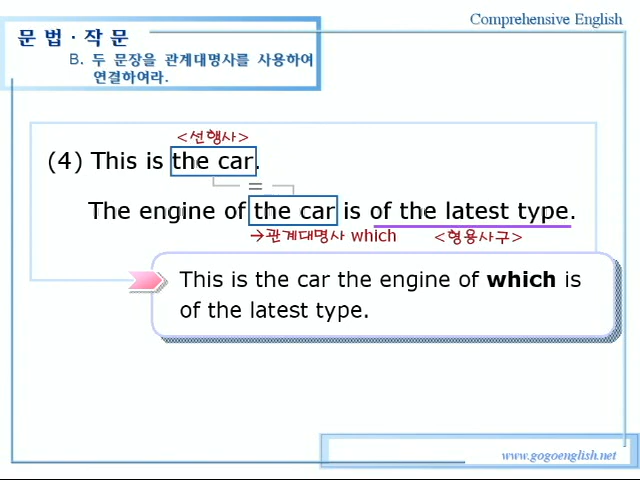 Comprehensive English
문 법 · 작 문
B. 두 문장을 관계대명사를 사용하여
연결하여라.
<선행사>
(4) This is the car.
=
The engine of the car is of the latest type.
→관계대명사 which <형용사구>
This is the car the engine of which is
of the latest type.
www.gogoenglish.net